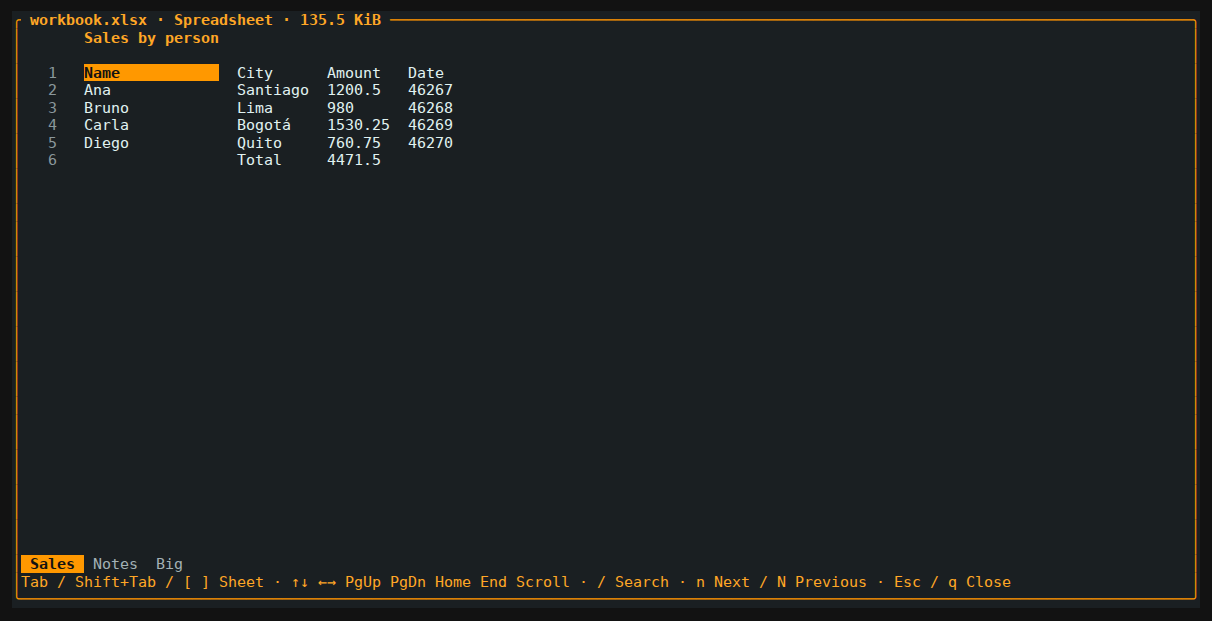 workbook.xlsx · Spreadsheet · 135.5 KiB
Sales by person
1 Name City Amount Date
2 Ana Santiago 1200.5 46267
3 Bruno Lima 980 46268
4 Carla Bogotá 1530.25 46269
5 Diego Quito 760.75 46270
6 Total 4471.5
Sales Notes Big
Tab / Shift+Tab / [ ] Sheet · ↑↓ ←→ PgUp PgDn Home End Scroll · / Search · n Next / N Previous · Esc / q Close